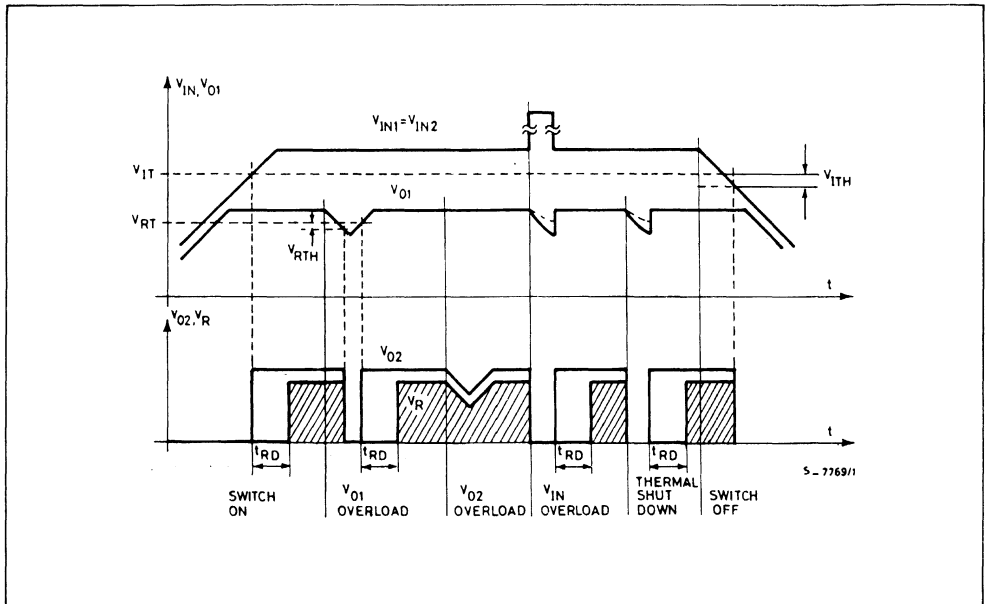 V_IN, V_O1
V_IN1 = V_IN2
V_IT
V_ITH
V_O1
V_RT
V_RTH
t
V_O2, V_R
V_O2
V_R
t
t_RD
t_RD
t_RD
t_RD
S_7769/1
SWITCH
ON
V_O1
OVERLOAD
V_O2
OVERLOAD
V_IN
OVERLOAD
THERMAL
SHUT
DOWN
SWITCH
OFF